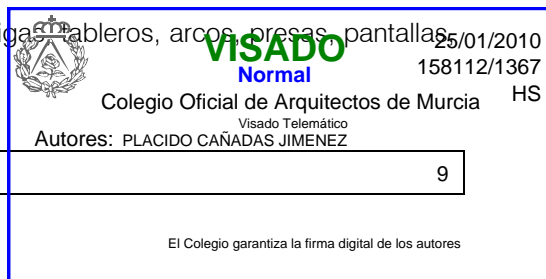 tableros, arcos, presas, pantallas,
VISADO
25/01/2010
Normal
158112/1367
HS
Colegio Oficial de Arquitectos de Murcia
Visado Telemático
Autores: PLACIDO CAÑADAS JIMENEZ
9
El Colegio garantiza la firma digital de los autores